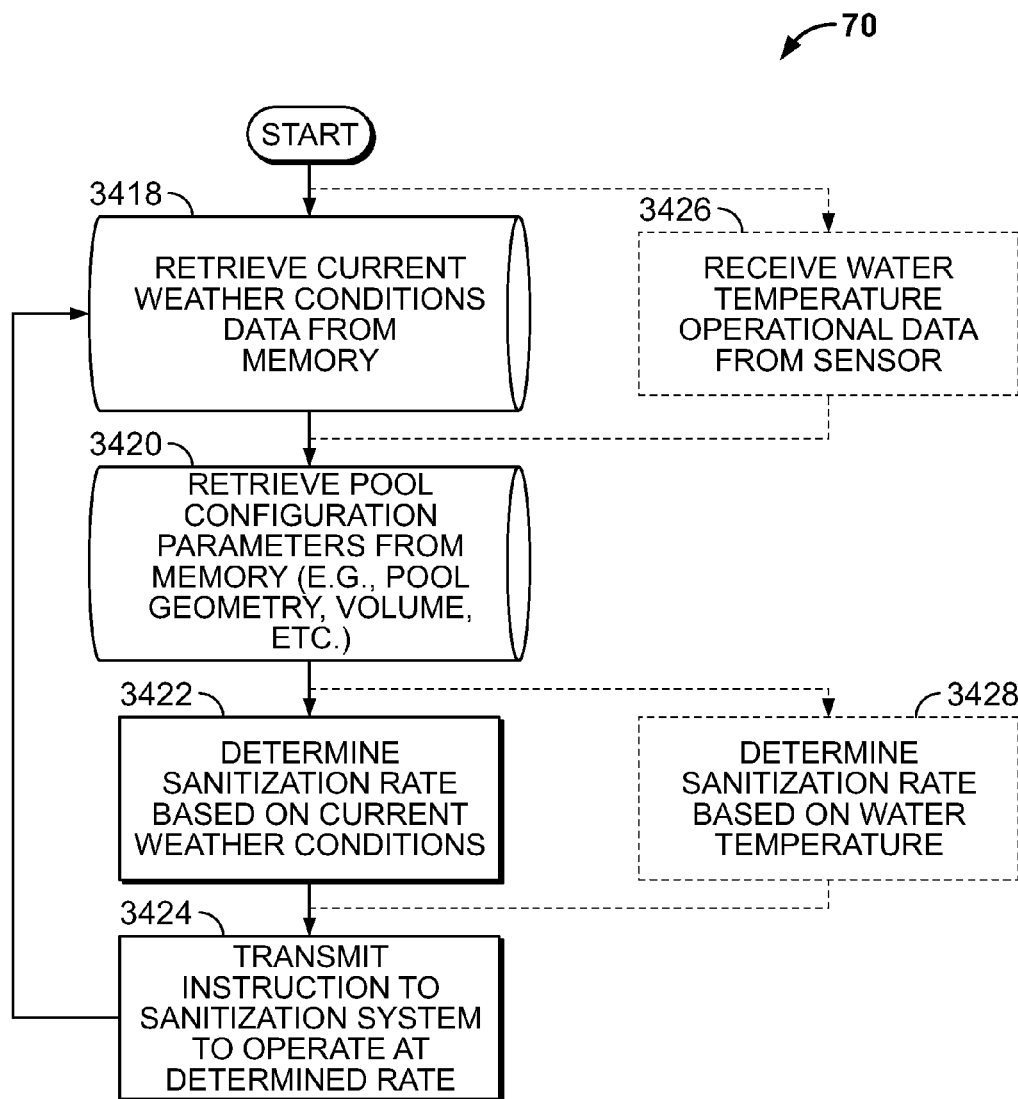 70
START
3418
RETRIEVE CURRENT
WEATHER CONDITIONS
DATA FROM
MEMORY
3426
RECEIVE WATER
TEMPERATURE
OPERATIONAL DATA
FROM SENSOR
3420
RETRIEVE POOL
CONFIGURATION
PARAMETERS FROM
MEMORY (E.G., POOL
GEOMETRY, VOLUME,
ETC.)
3422
DETERMINE
SANITIZATION RATE
BASED ON CURRENT
WEATHER CONDITIONS
3428
DETERMINE
SANITIZATION RATE
BASED ON WATER
TEMPERATURE
3424
TRANSMIT
INSTRUCTION TO
SANITIZATION SYSTEM
TO OPERATE AT
DETERMINED RATE